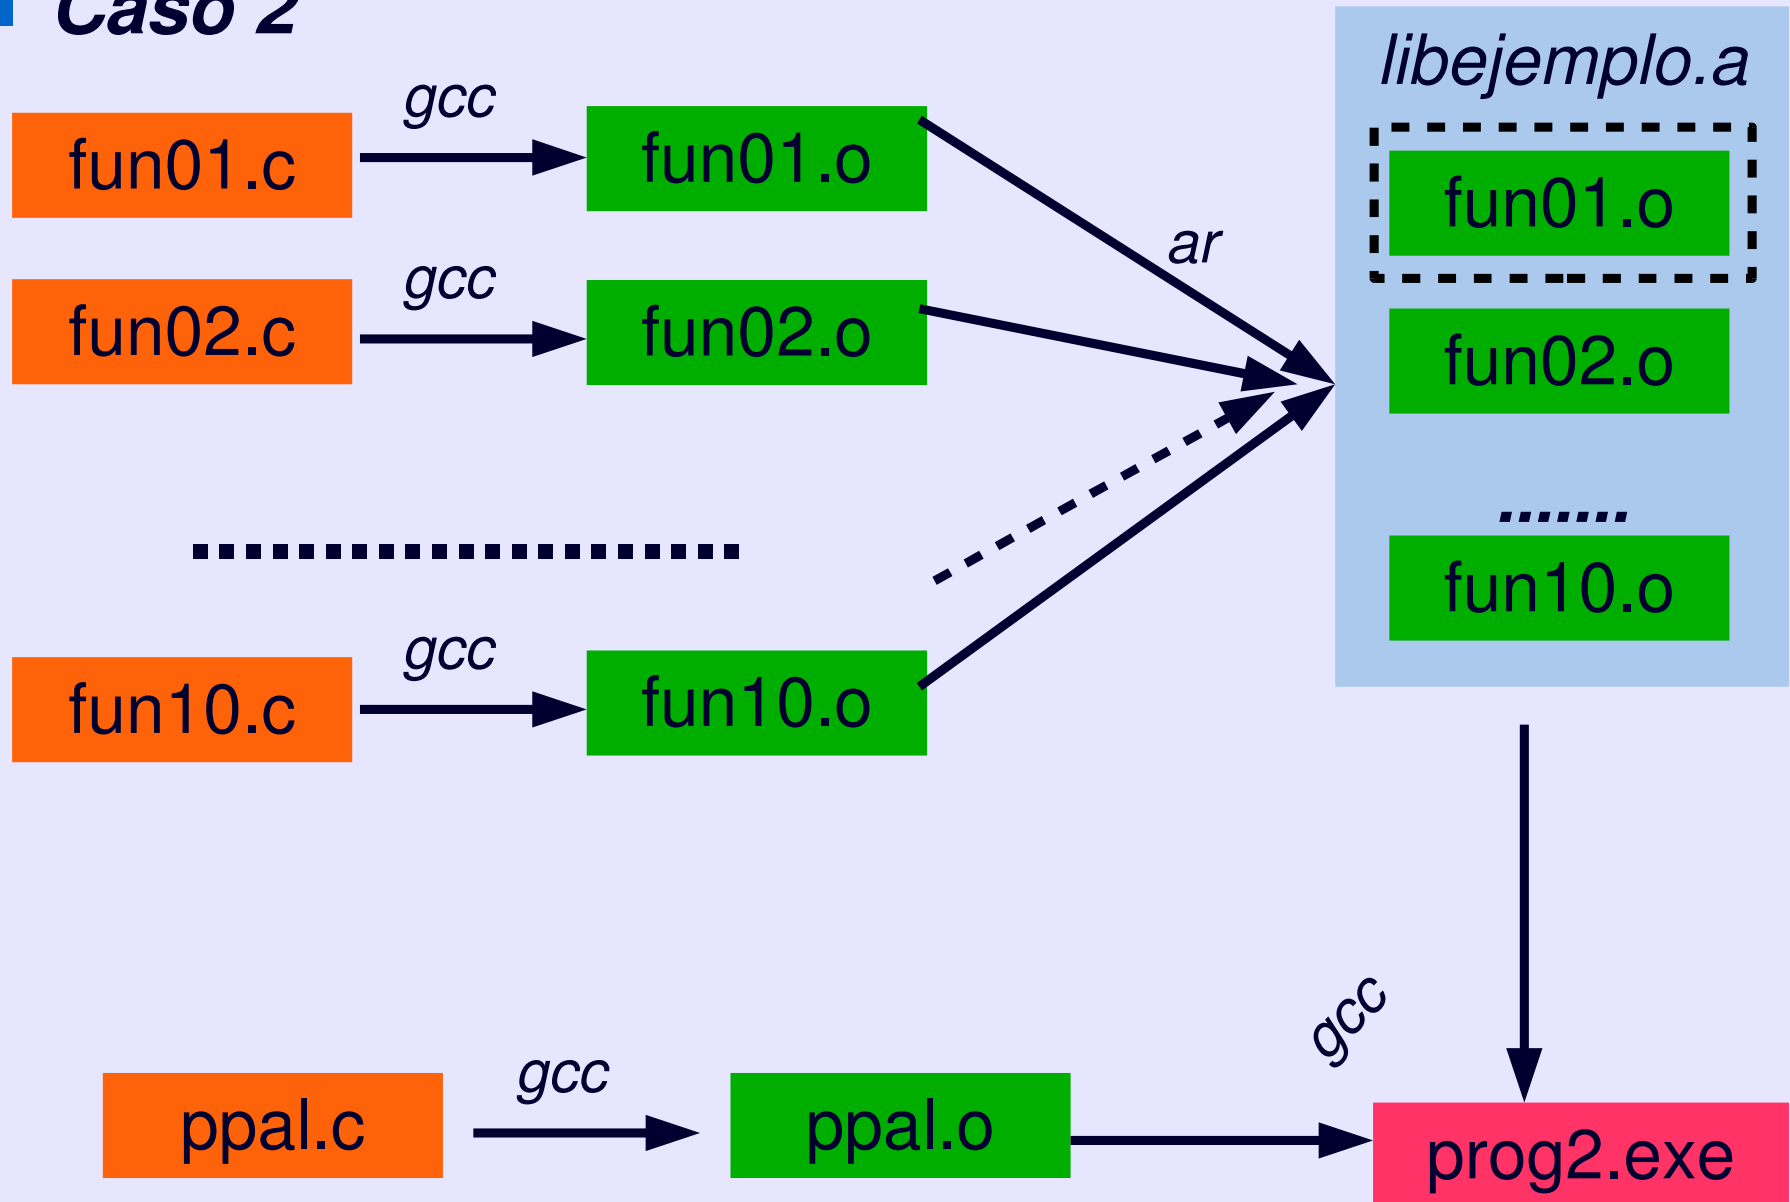 Caso 2
libejemplo.a
gcc
fun01.c
fun01.o
fun01.o
ar
gcc
fun02.c
fun02.o
fun02.o
.......
fun10.o
gcc
fun10.c
fun10.o
gcc
gcc
ppal.c
ppal.o
prog2.exe